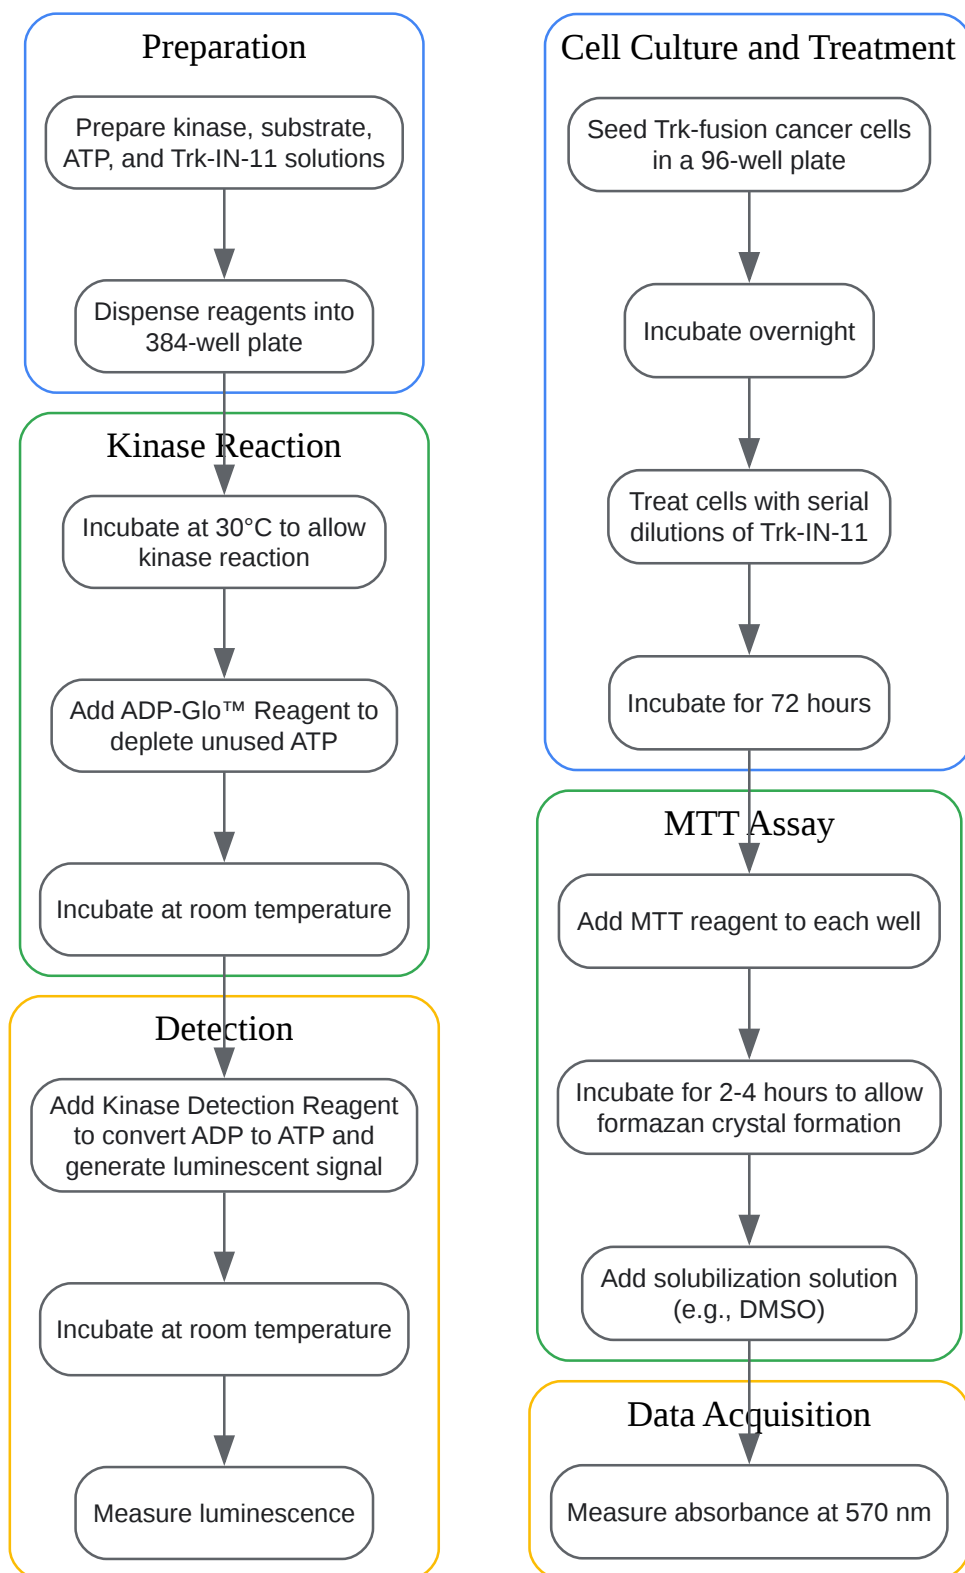 Preparation
Prepare kinase, substrate,
ATP, and Trk-IN-11 solutions
Dispense reagents into
384-well plate
Kinase Reaction
Incubate at 30°C to allow
kinase reaction
Add ADP-Glo™ Reagent to
deplete unused ATP
Incubate at room temperature
Detection
Add Kinase Detection Reagent
to convert ADP to ATP and
generate luminescent signal
Incubate at room temperature
Measure luminescence
Cell Culture and Treatment
Seed Trk-fusion cancer cells
in a 96-well plate
Incubate overnight
Treat cells with serial
dilutions of Trk-IN-11
Incubate for 72 hours
MTT Assay
Add MTT reagent to each well
Incubate for 2-4 hours to allow
formazan crystal formation
Add solubilization solution
(e.g., DMSO)
Data Acquisition
Measure absorbance at 570 nm